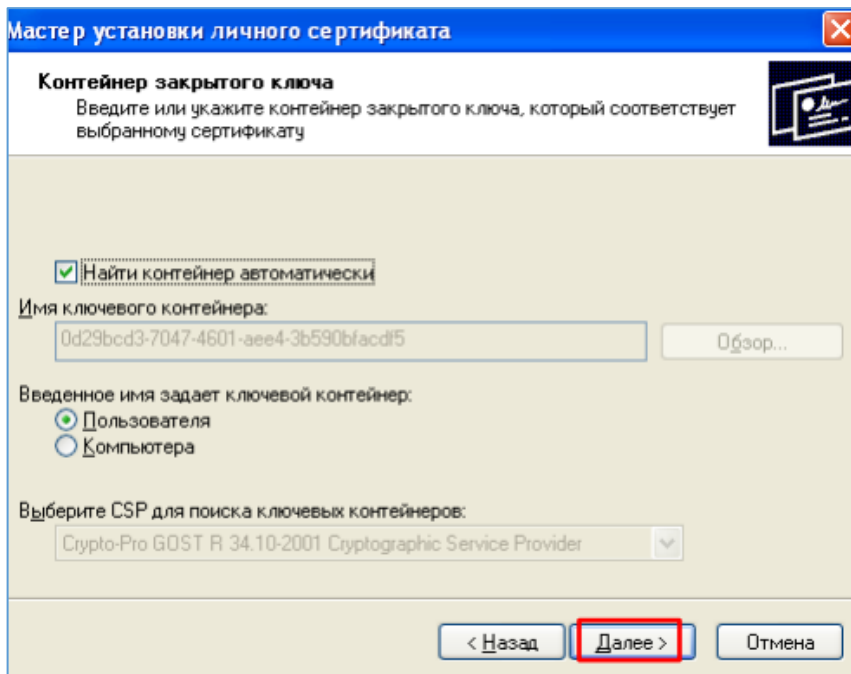 Мастер установки личного сертификата
Контейнер закрытого ключа
Введите или укажите контейнер закрытого ключа, который соответствует
выбранному сертификату
Найти контейнер автоматически
Имя ключевого контейнера:
0d29bcd3-7047-4601-aee4-3b590bfacdf5
Обзор...
Введенное имя задает ключевой контейнер:
Пользователя
Компьютера
Выберите CSP для поиска ключевых контейнеров:
Crypto-Pro GOST R 34.10-2001 Cryptographic Service Provider
< Назад
Далее >
Отмена